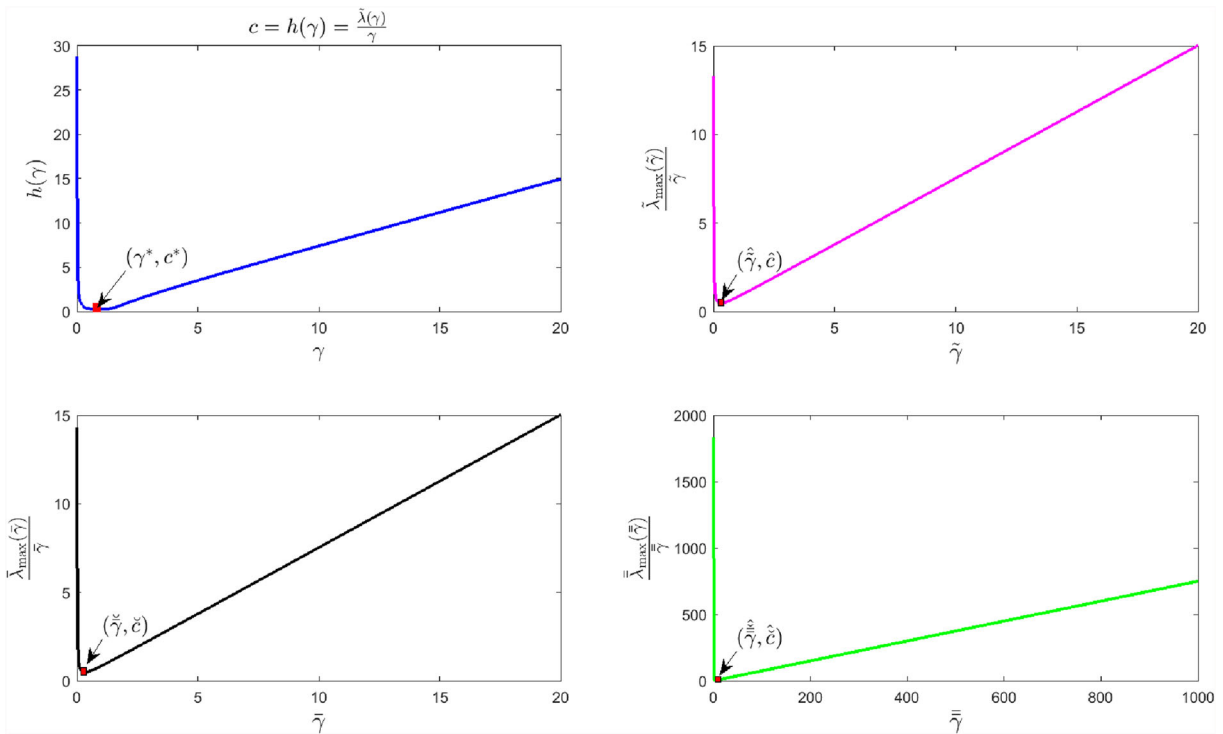 c = h(γ) = λ̃(γ)/γ
30
25
20
15
10
5
0
h(γ)
(γ*, c*)
0 5 10 15 20
γ
15
10
5
0
λ̃max(γ̃)/γ̃
(γ̃̂, ĉ)
0 5 10 15 20
γ̃
15
10
5
0
λ̄max(γ̄)/γ̄
(γ̄̆, c̆)
0 5 10 15 20
γ̄
2000
1500
1000
500
0
λ̿max(γ̿)/γ̿
(γ̿̆̂, c̆̂)
0 200 400 600 800 1000
γ̿